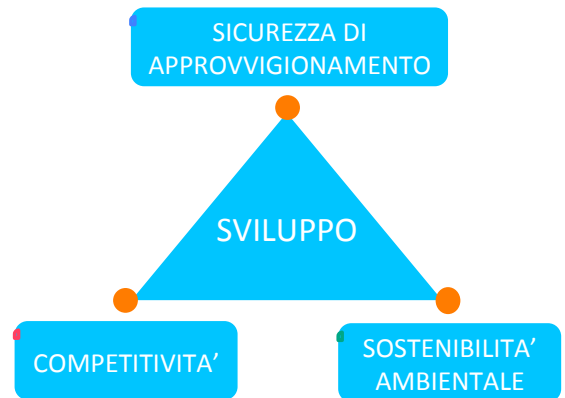 SICUREZZA DI
APPROVVIGIONAMENTO
SVILUPPO
COMPETITIVITA’
SOSTENIBILITA’
AMBIENTALE